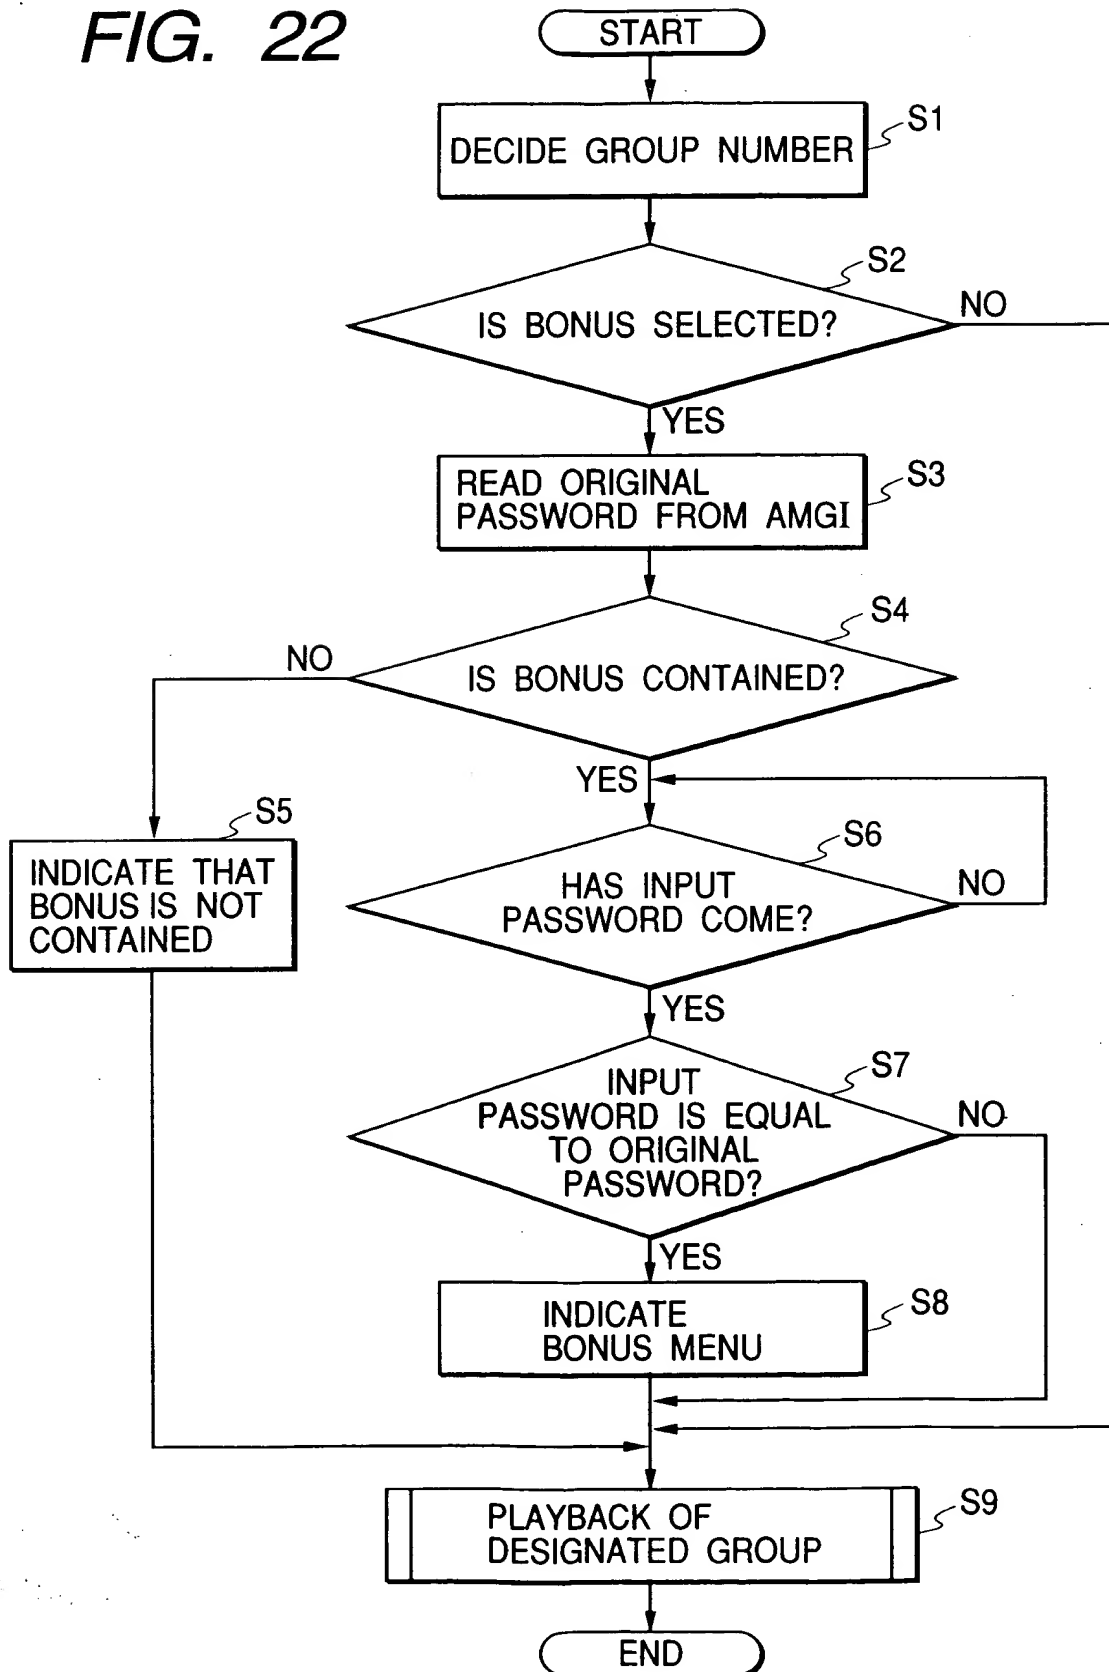 FIG. 22
START
DECIDE GROUP NUMBER
S1
IS BONUS SELECTED?
S2
NO
YES
READ ORIGINAL
PASSWORD FROM AMGI
S3
IS BONUS CONTAINED?
S4
NO
YES
INDICATE THAT
BONUS IS NOT
CONTAINED
S5
HAS INPUT
PASSWORD COME?
S6
NO
YES
INPUT
PASSWORD IS EQUAL
TO ORIGINAL
PASSWORD?
S7
NO
YES
INDICATE
BONUS MENU
S8
PLAYBACK OF
DESIGNATED GROUP
S9
END